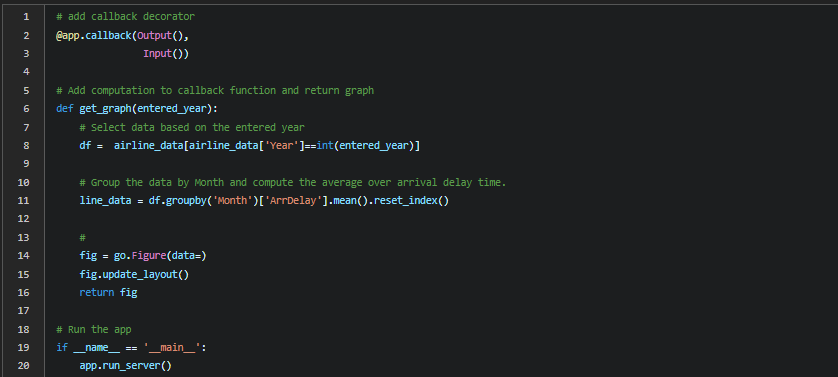 1 # add callback decorator
2 @app.callback(Output(),
3 Input())
4
5 # Add computation to callback function and return graph
6 def get_graph(entered_year):
7 # Select data based on the entered year
8 df =  airline_data[airline_data['Year']==int(entered_year)]
9
10 # Group the data by Month and compute the average over arrival delay time.
11 line_data = df.groupby('Month')['ArrDelay'].mean().reset_index()
12
13 #
14 fig = go.Figure(data=)
15 fig.update_layout()
16 return fig
17
18 # Run the app
19 if __name__ == '__main__':
20 app.run_server()